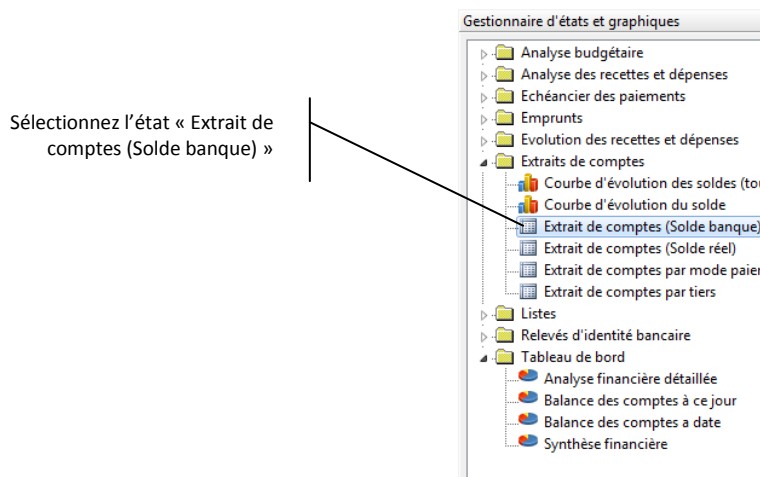 Gestionnaire d'états et graphiques
Analyse budgétaire
Analyse des recettes et dépenses
Echéancier des paiements
Emprunts
Evolution des recettes et dépenses
Extraits de comptes
Courbe d'évolution des soldes (tou
Courbe d'évolution du solde
Extrait de comptes (Solde banque)
Extrait de comptes (Solde réel)
Extrait de comptes par mode paier
Extrait de comptes par tiers
Listes
Relevés d'identité bancaire
Tableau de bord
Analyse financière détaillée
Balance des comptes à ce jour
Balance des comptes a date
Synthèse financière
Sélectionnez l'état « Extrait de
comptes (Solde banque) »